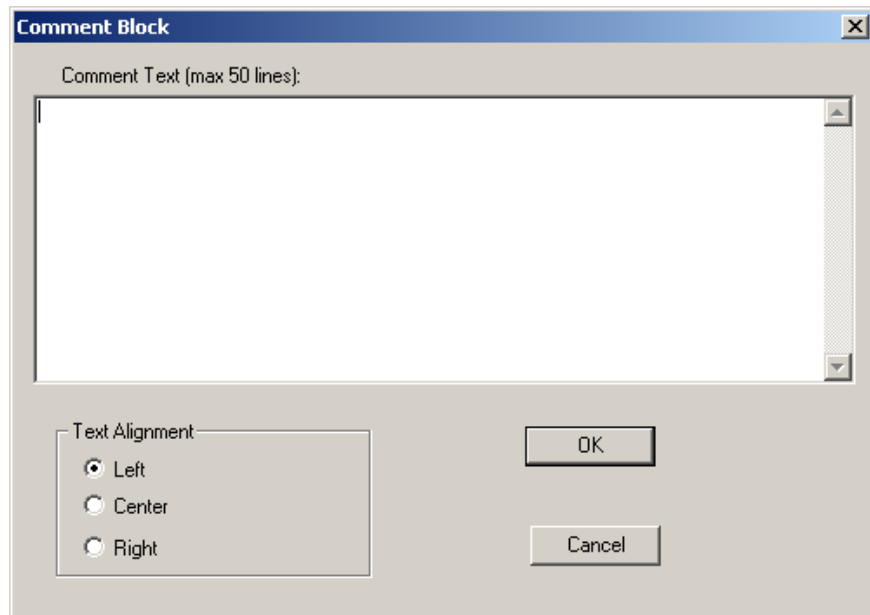 Comment Block
Comment Text (max 50 lines):
Text Alignment
Left
Center
Right
OK
Cancel